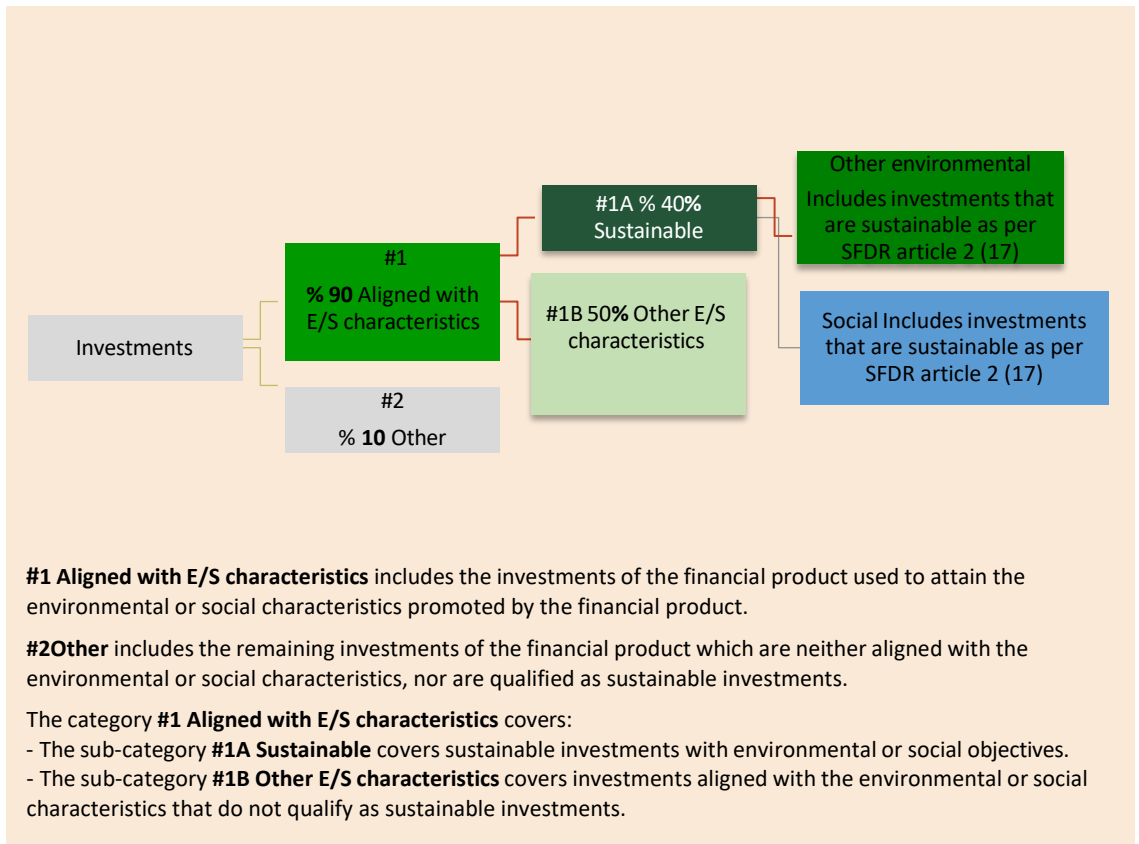 Investments
#1
% 90 Aligned with
E/S characteristics
#2
% 10 Other
#1A % 40%
Sustainable
#1B 50% Other E/S
characteristics
Other environmental
Includes investments that
are sustainable as per
SFDR article 2 (17)
Social Includes investments
that are sustainable as per
SFDR article 2 (17)
#1 Aligned with E/S characteristics includes the investments of the financial product used to attain the
environmental or social characteristics promoted by the financial product.
#2Other includes the remaining investments of the financial product which are neither aligned with the
environmental or social characteristics, nor are qualified as sustainable investments.
The category #1 Aligned with E/S characteristics covers:
- The sub-category #1A Sustainable covers sustainable investments with environmental or social objectives.
- The sub-category #1B Other E/S characteristics covers investments aligned with the environmental or social
characteristics that do not qualify as sustainable investments.